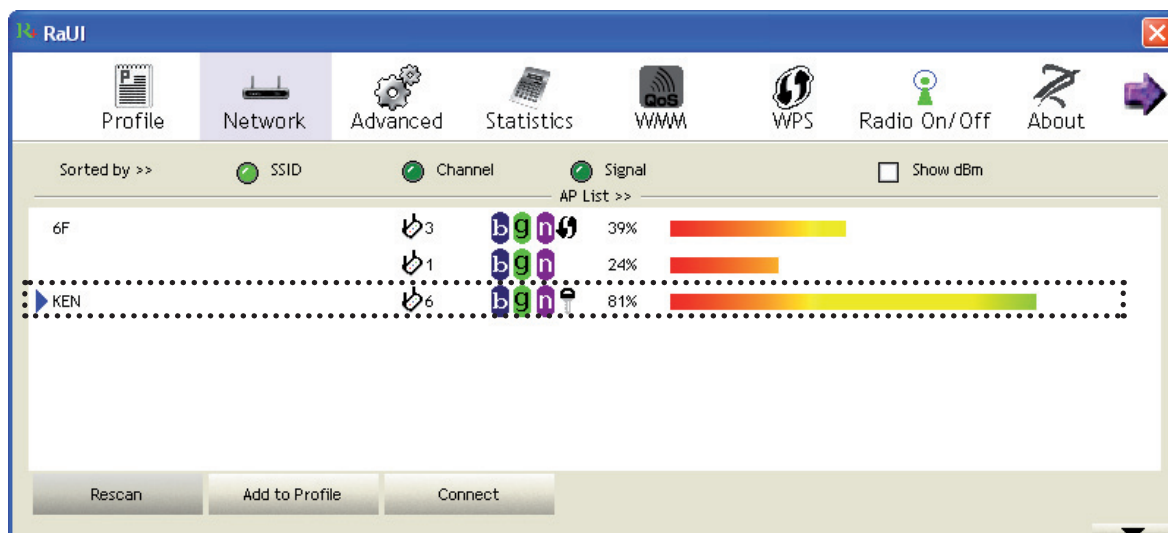 RaUI
Profile Network Advanced Statistics QoS WMM WPS Radio On/Off About
Sorted by >> SSID Channel Signal Show dBm
AP List >>
6F 3 b g n 39%
1 b g n 24%
KEN 6 b g n 81%
Rescan Add to Profile Connect